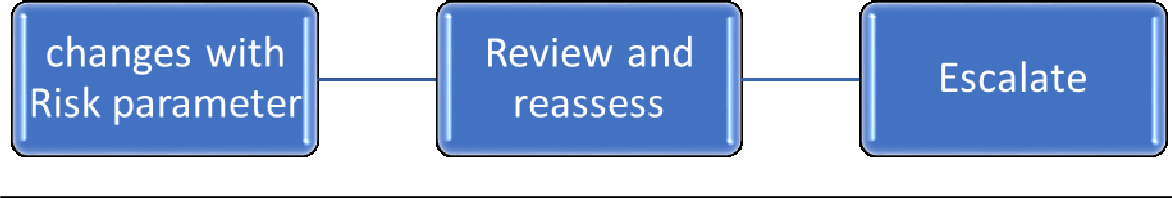 changes with
Risk parameter
Review and
reassess
Escalate